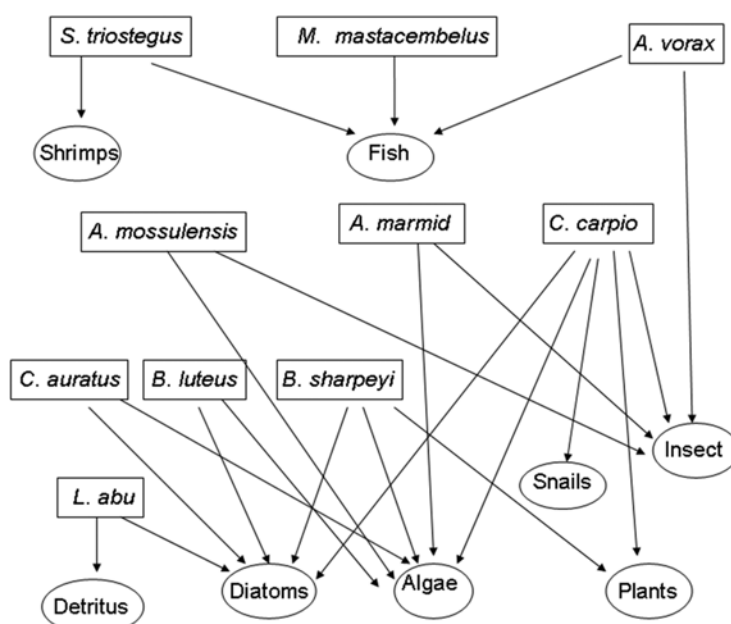 S. triostegus
M. mastacembelus
A. vorax
Shrimps
Fish
A. mossulensis
A. marmid
C. carpio
C. auratus
B. luteus
B. sharpeyi
Insect
Snails
L. abu
Detritus
Diatoms
Algae
Plants